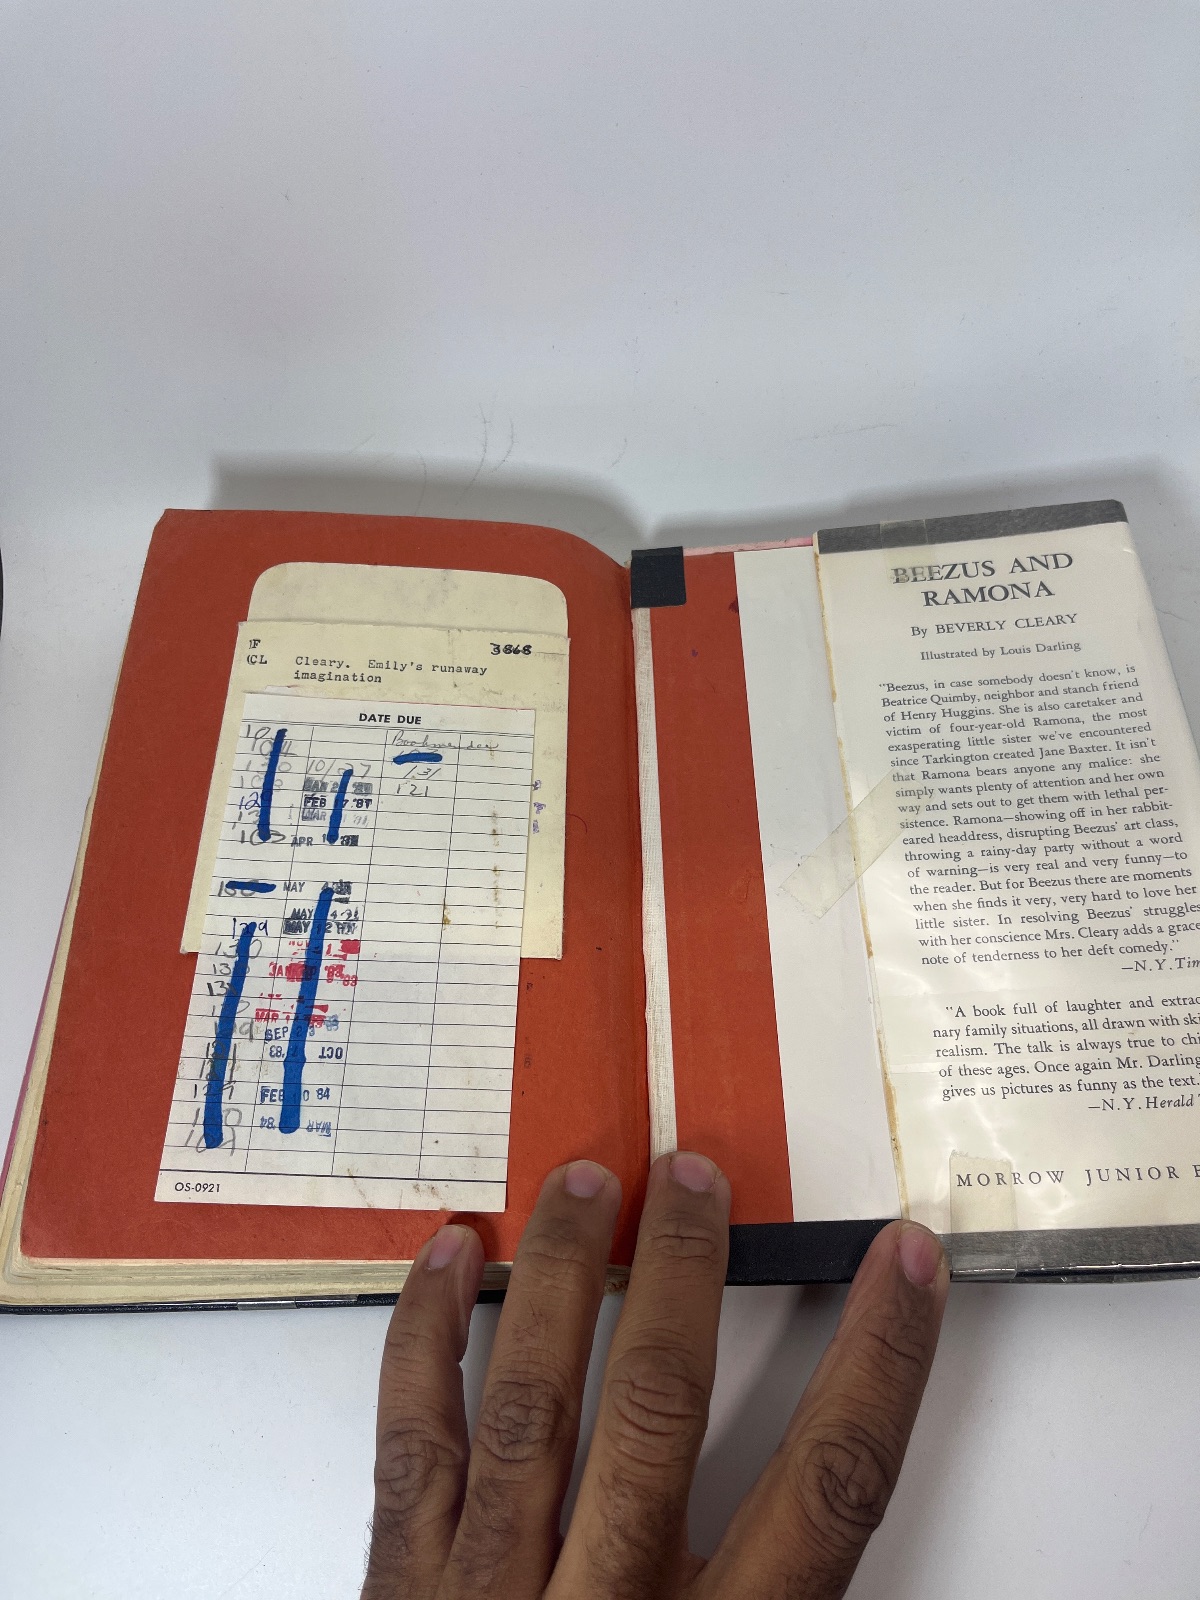 F
CL
3868
Cleary. Emily's runaway
imagination
DATE DUE
10/27
131
121
FEB
APR
MAY
MAY
MAY
129
130
MAR
SEP
OCT
FEB 84
MAR '84
OS-0921
BEEZUS AND
RAMONA
By BEVERLY CLEARY
Illustrated by Louis Darling
"Beezus, in case somebody doesn't know, is
Beatrice Quimby, neighbor and stanch friend
of Henry Huggins. She is also caretaker and
victim of four-year-old Ramona, the most
exasperating little sister we've encountered
since Tarkington created Jane Baxter. It isn't
that Ramona bears anyone any malice: she
simply wants plenty of attention and her own
way and sets out to get them with lethal per-
sistence. Ramona—showing off in her rabbit-
eared headdress, disrupting Beezus' art class,
throwing a rainy-day party without a word
of warning—is very real and very funny—to
the reader. But for Beezus there are moments
when she finds it very, very hard to love her
little sister. In resolving Beezus' struggles
with her conscience Mrs. Cleary adds a grace
note of tenderness to her deft comedy."
—N.Y. Tim
"A book full of laughter and extrac
nary family situations, all drawn with ski
realism. The talk is always true to chi
of these ages. Once again Mr. Darling
gives us pictures as funny as the text.
—N.Y. Herald
MORROW JUNIOR